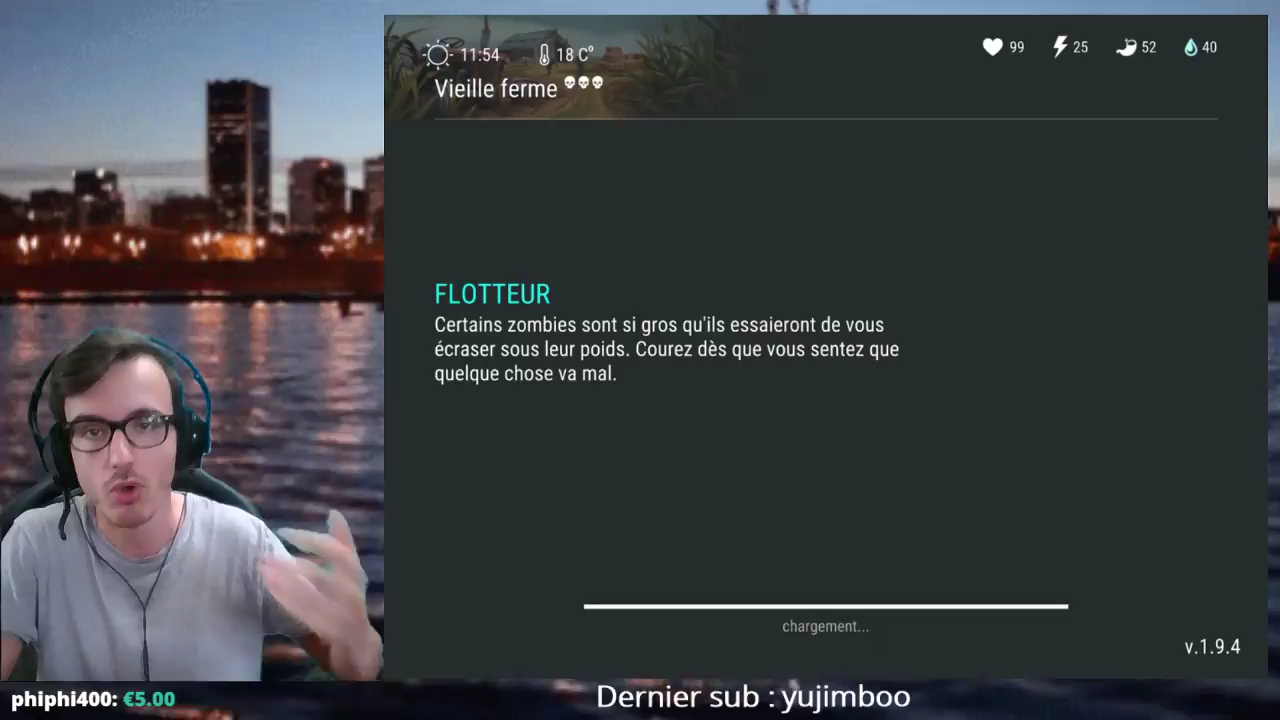 11:54 18 C°
99 25 52 40
Vieille ferme
FLOTTEUR
Certains zombies sont si gros qu'ils essaieront de vous
écraser sous leur poids. Courez dès que vous sentez que
quelque chose va mal.
chargement...
v.1.9.4
phiphi400: €5.00
Dernier sub : yujimboo